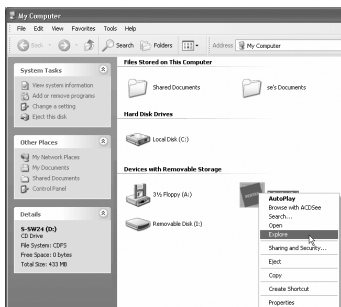 My Computer
File Edit View Favorites Tools Help
Back Search Folders Address My Computer
System Tasks
View system information
Add or remove programs
Change a setting
Eject this disk
Other Places
My Network Places
My Documents
Shared Documents
Control Panel
Details
S-SW24 (D:)
CD Drive
File System: CDFS
Free Space: 0 bytes
Total Size: 433 MB
Files Stored on This Computer
Shared Documents se's Documents
Hard Disk Drives
Local Disk (C:)
Devices with Removable Storage
3½ Floppy (A:)
Removable Disk (I:)
AutoPlay
Browse with ACDSee
Search...
Open
Explore
Sharing and Security...
Eject
Copy
Create Shortcut
Properties